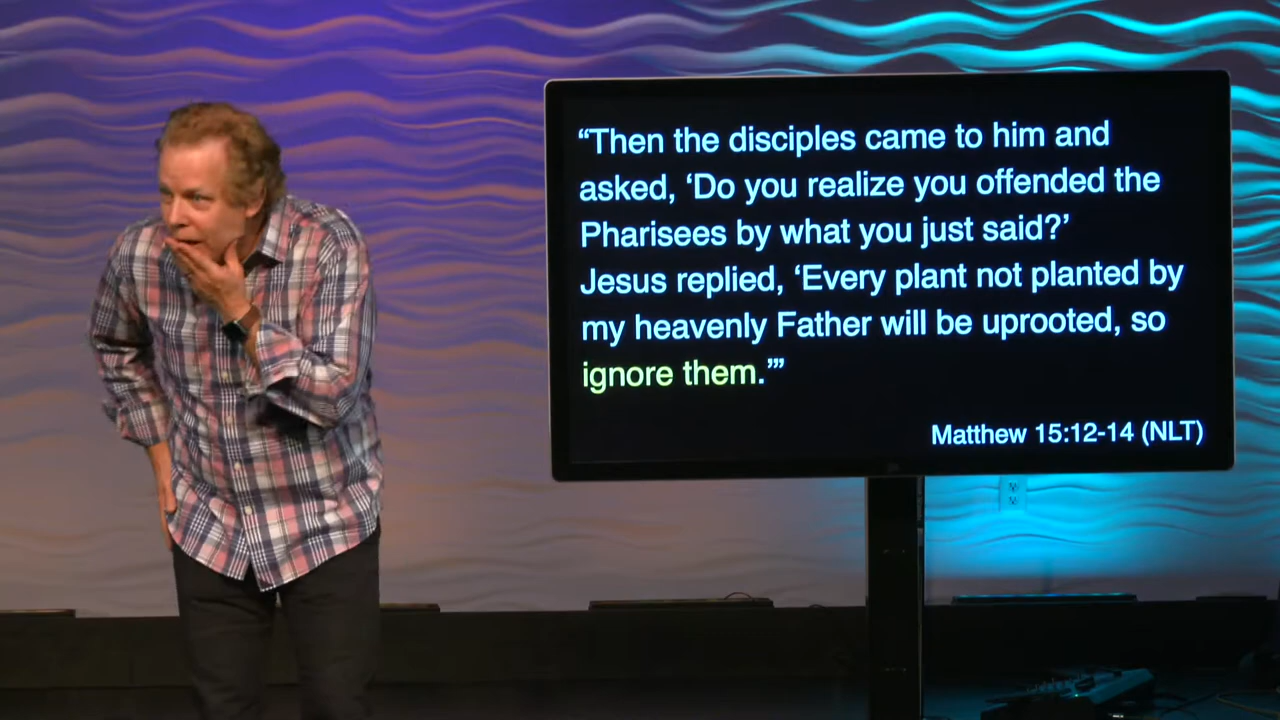 “Then the disciples came to him and
asked, ‘Do you realize you offended the
Pharisees by what you just said?’
Jesus replied, ‘Every plant not planted by
my heavenly Father will be uprooted, so
ignore them.’”
Matthew 15:12-14 (NLT)